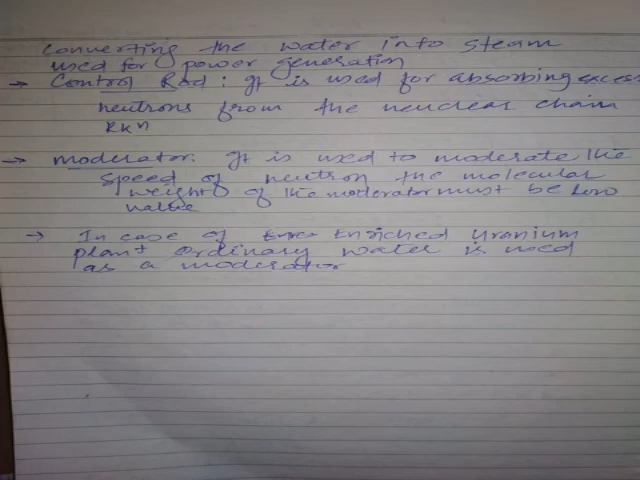 converting the water into steam
used for power generation
→ Control Rod : It is used for absorbing excess
neutrons from the neuclear chain
Rxn
→ moderator : It is used to moderate the
speed of neutron the molecular
weight of the moderator must be low
value
→ In case of Enriched Uranium
plant ordinary water is used
as a moderator